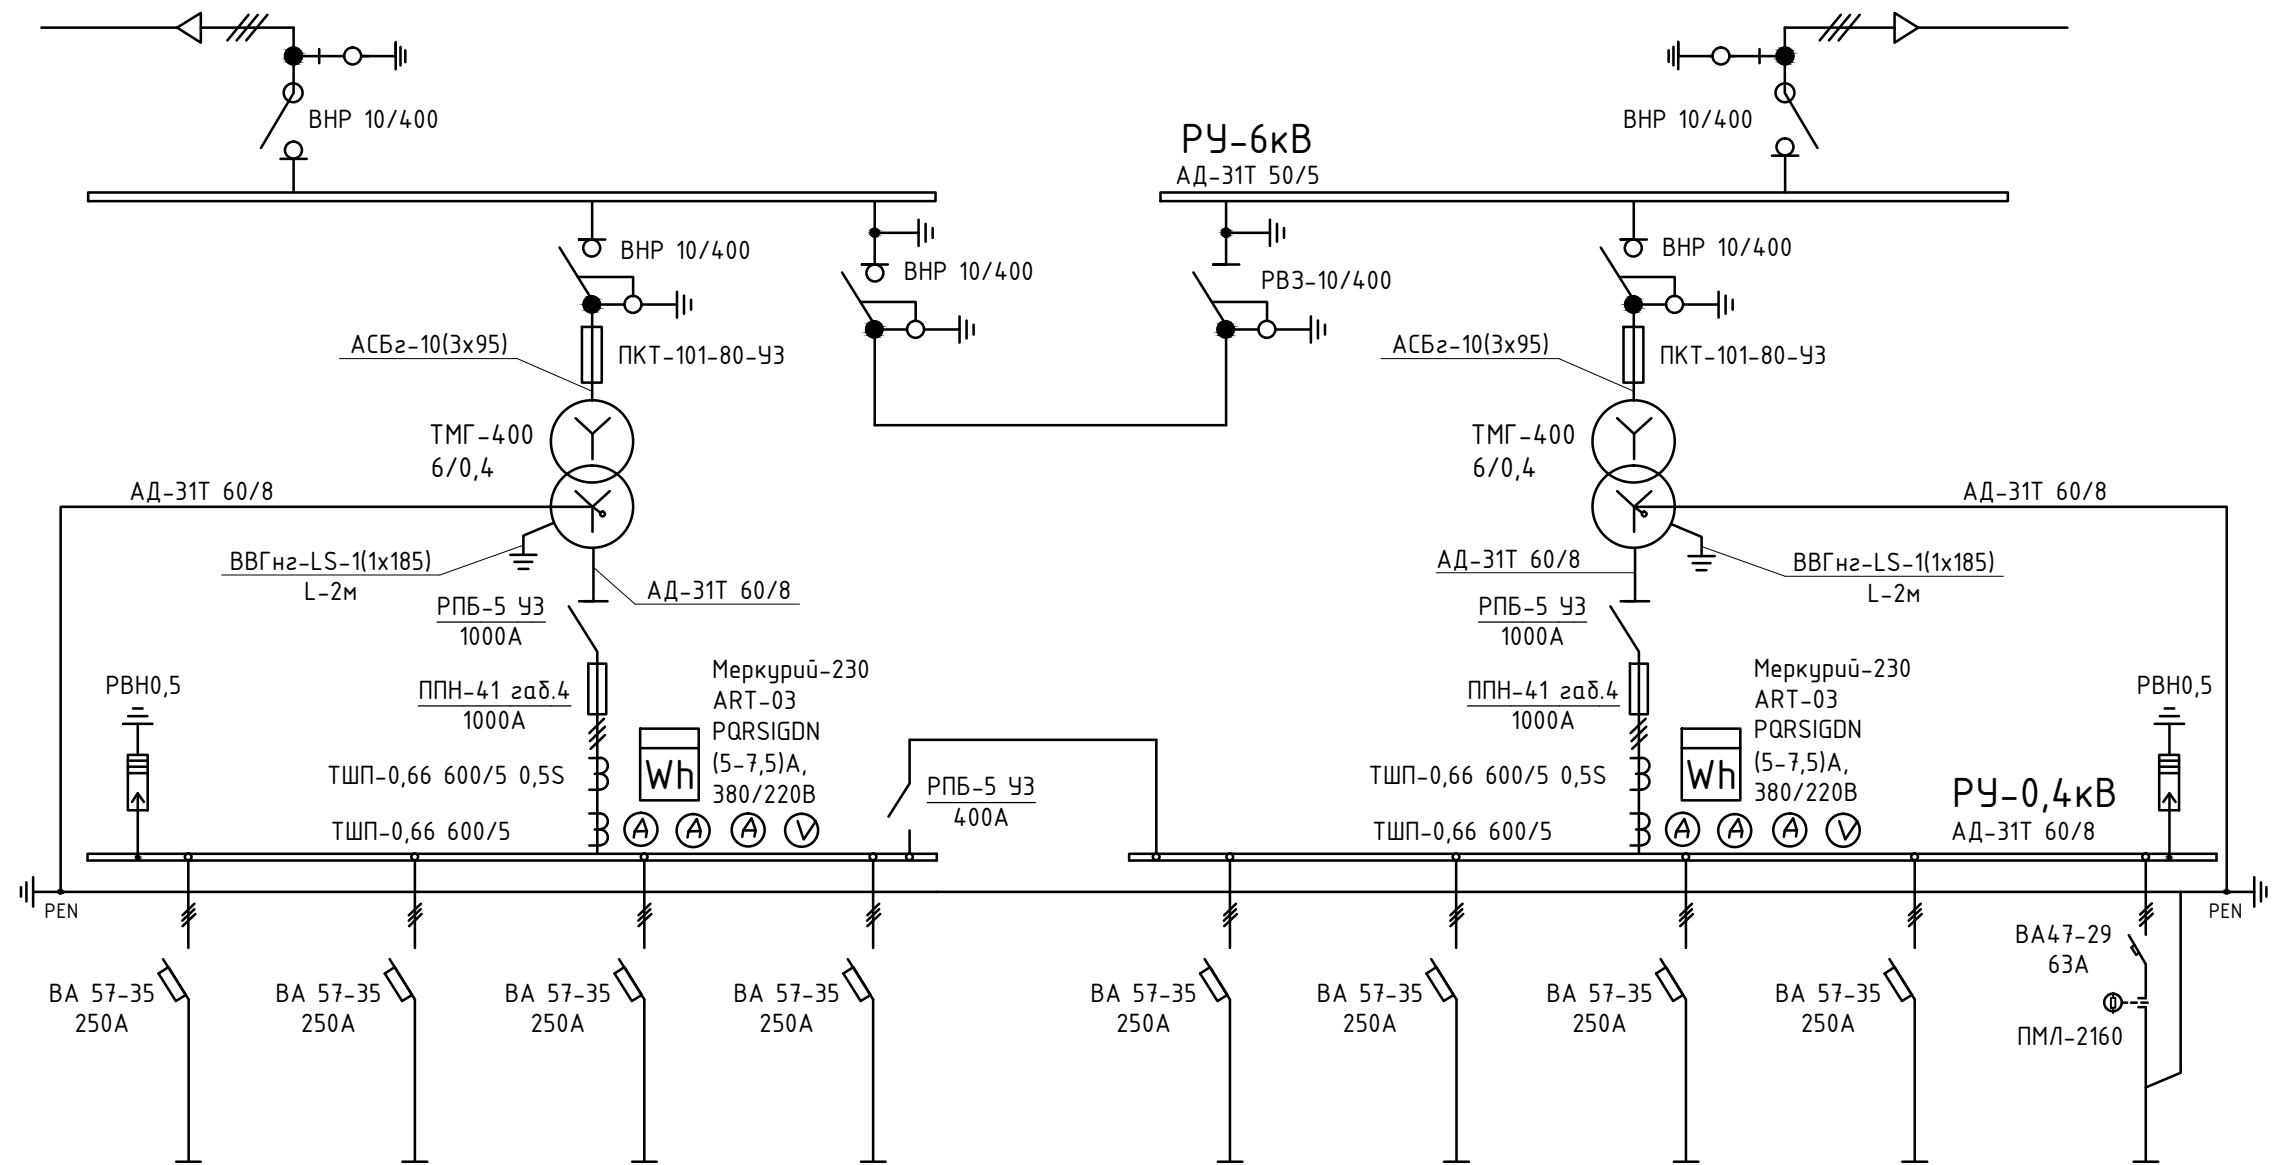 ВНР 10/400
ВНР 10/400
РУ-6кВ
АД-31Т 50/5
ВНР 10/400
ВНР 10/400
РВЗ-10/400
ВНР 10/400
АСБг-10(3х95)
ПКТ-101-80-У3
АСБг-10(3х95)
ПКТ-101-80-У3
ТМГ-400
6/0,4
ТМГ-400
6/0,4
АД-31Т 60/8
АД-31Т 60/8
ВВГнг-LS-1(1х185)
L-2м
АД-31Т 60/8
АД-31Т 60/8
ВВГнг-LS-1(1х185)
L-2м
РПБ-5 У3
1000А
РПБ-5 У3
1000А
РВН0,5
ППН-41 габ.4
1000А
Меркурий-230
ART-03
PQRSIGDN
(5-7,5)А,
380/220В
Wh
ТШП-0,66 600/5 0,5S
ТШП-0,66 600/5
A
A
A
V
РПБ-5 У3
400А
ППН-41 габ.4
1000А
Меркурий-230
ART-03
PQRSIGDN
(5-7,5)А,
380/220В
Wh
ТШП-0,66 600/5 0,5S
ТШП-0,66 600/5
A
A
A
V
РВН0,5
РУ-0,4кВ
АД-31Т 60/8
PEN
PEN
ВА 57-35
250А
ВА 57-35
250А
ВА 57-35
250А
ВА 57-35
250А
ВА 57-35
250А
ВА 57-35
250А
ВА 57-35
250А
ВА 57-35
250А
ВА47-29
63А
ПМЛ-2160